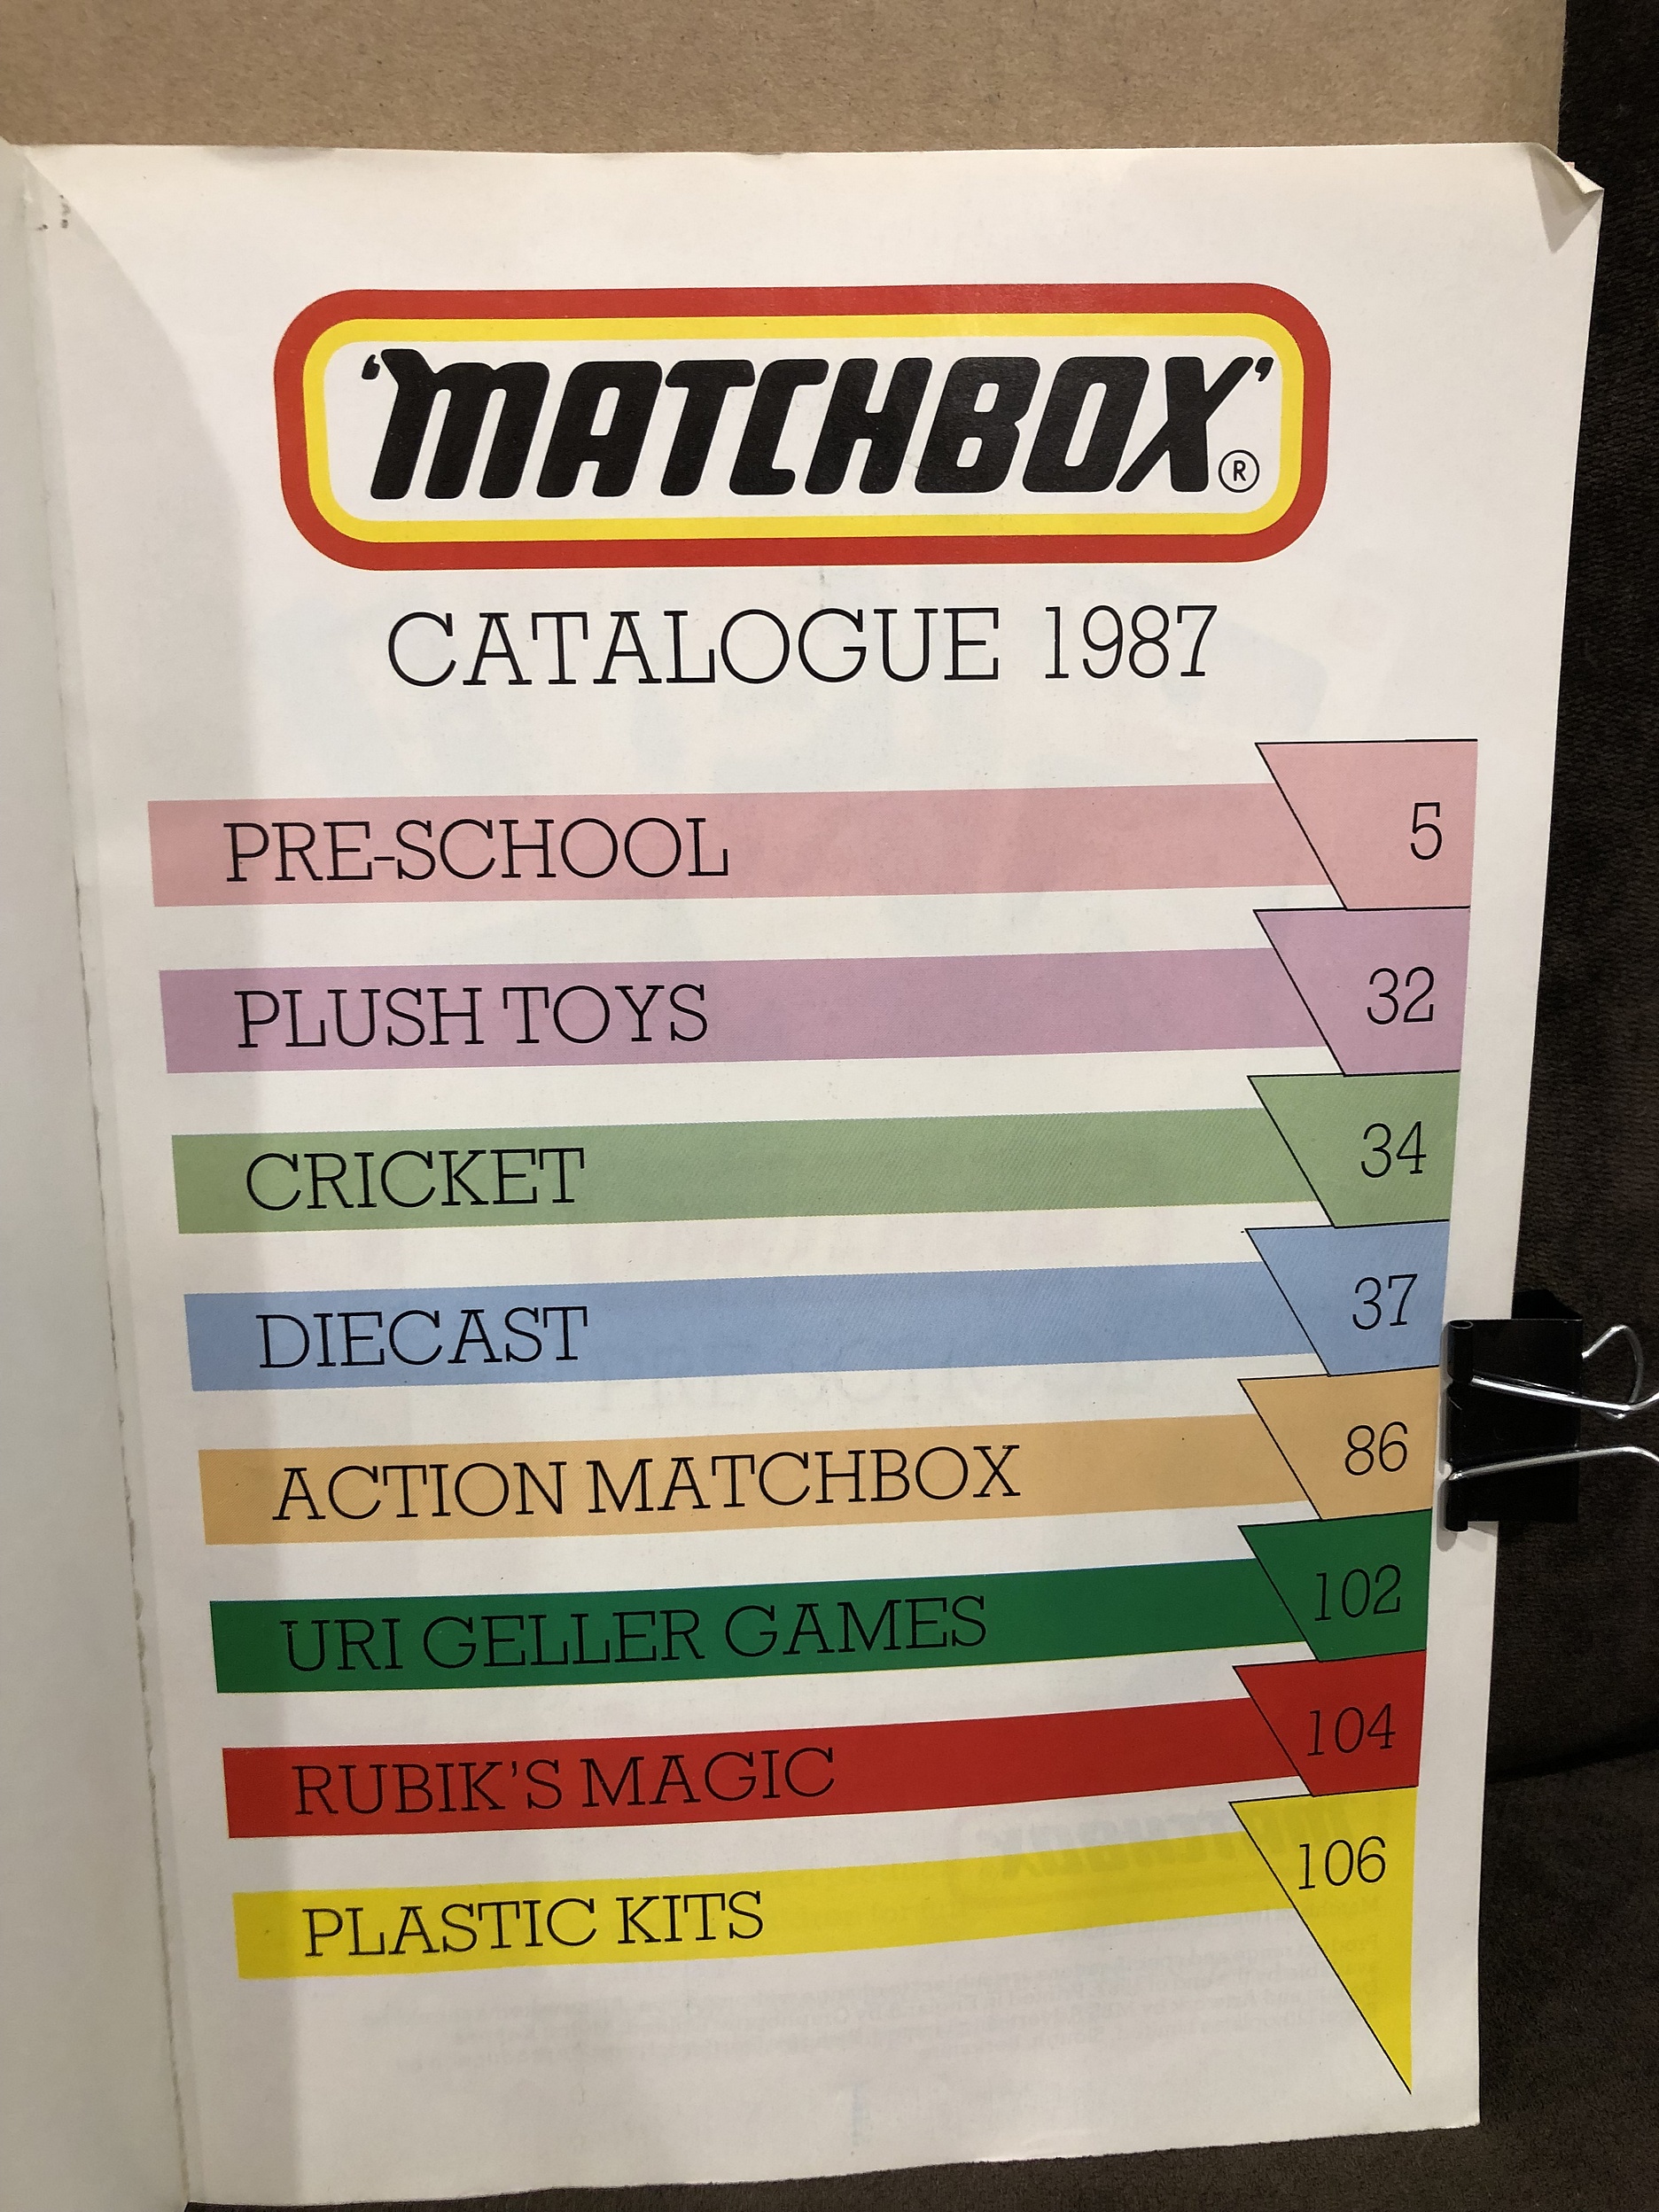 'MATCHBOX'®
CATALOGUE 1987
PRE-SCHOOL 5
PLUSH TOYS 32
CRICKET 34
DIECAST 37
ACTION MATCHBOX 86
URI GELLER GAMES 102
RUBIK'S MAGIC 104
PLASTIC KITS 106